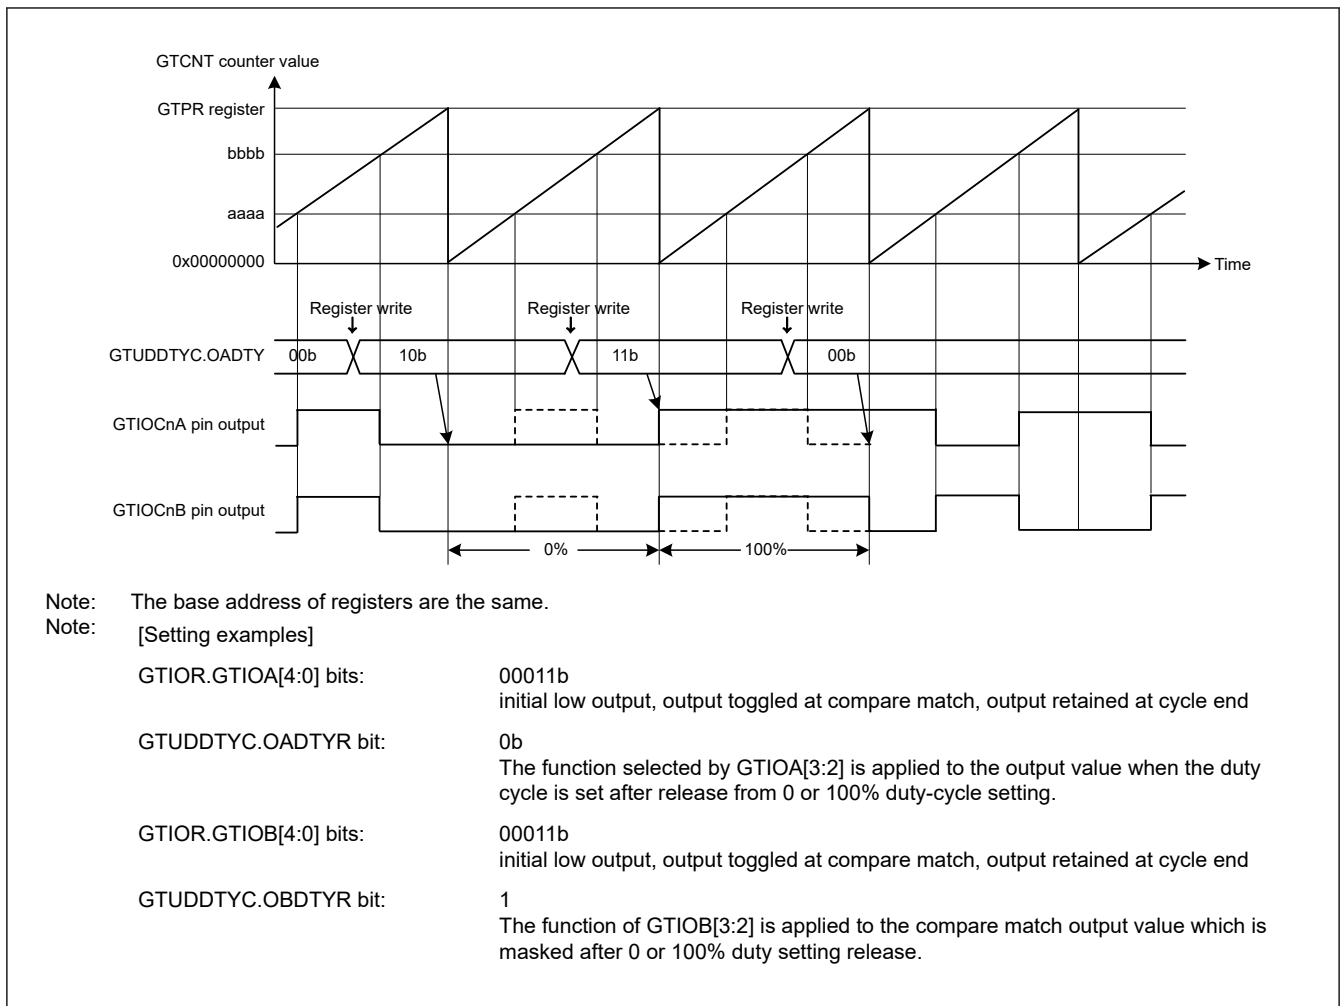 GTCNT counter value
GTPR register
bbbb
aaaa
0x00000000
Time
Register write Register write Register write
GTUDDTYC.OADTY 00b 10b 11b 00b
GTIOCnA pin output
GTIOCnB pin output
0% 100%
Note: The base address of registers are the same.
Note: [Setting examples]
GTIOR.GTIOA[4:0] bits: 00011b
initial low output, output toggled at compare match, output retained at cycle end
GTUDDTYC.OADTYR bit: 0b
The function selected by GTIOA[3:2] is applied to the output value when the duty
cycle is set after release from 0 or 100% duty-cycle setting.
GTIOR.GTIOB[4:0] bits: 00011b
initial low output, output toggled at compare match, output retained at cycle end
GTUDDTYC.OBDTYR bit: 1
The function of GTIOB[3:2] is applied to the compare match output value which is
masked after 0 or 100% duty setting release.